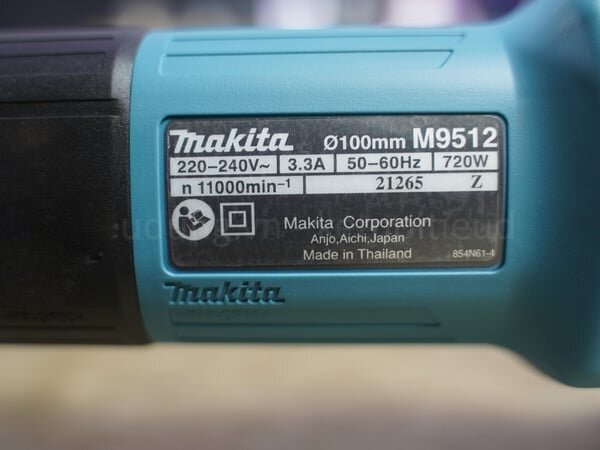 makita Ø100mm M9512
220-240V~ 3.3A 50-60Hz 720W
n 11000min⁻¹ 21265 Z
Makita Corporation
Anjo,Aichi,Japan
Made in Thailand 854N61-4
makita